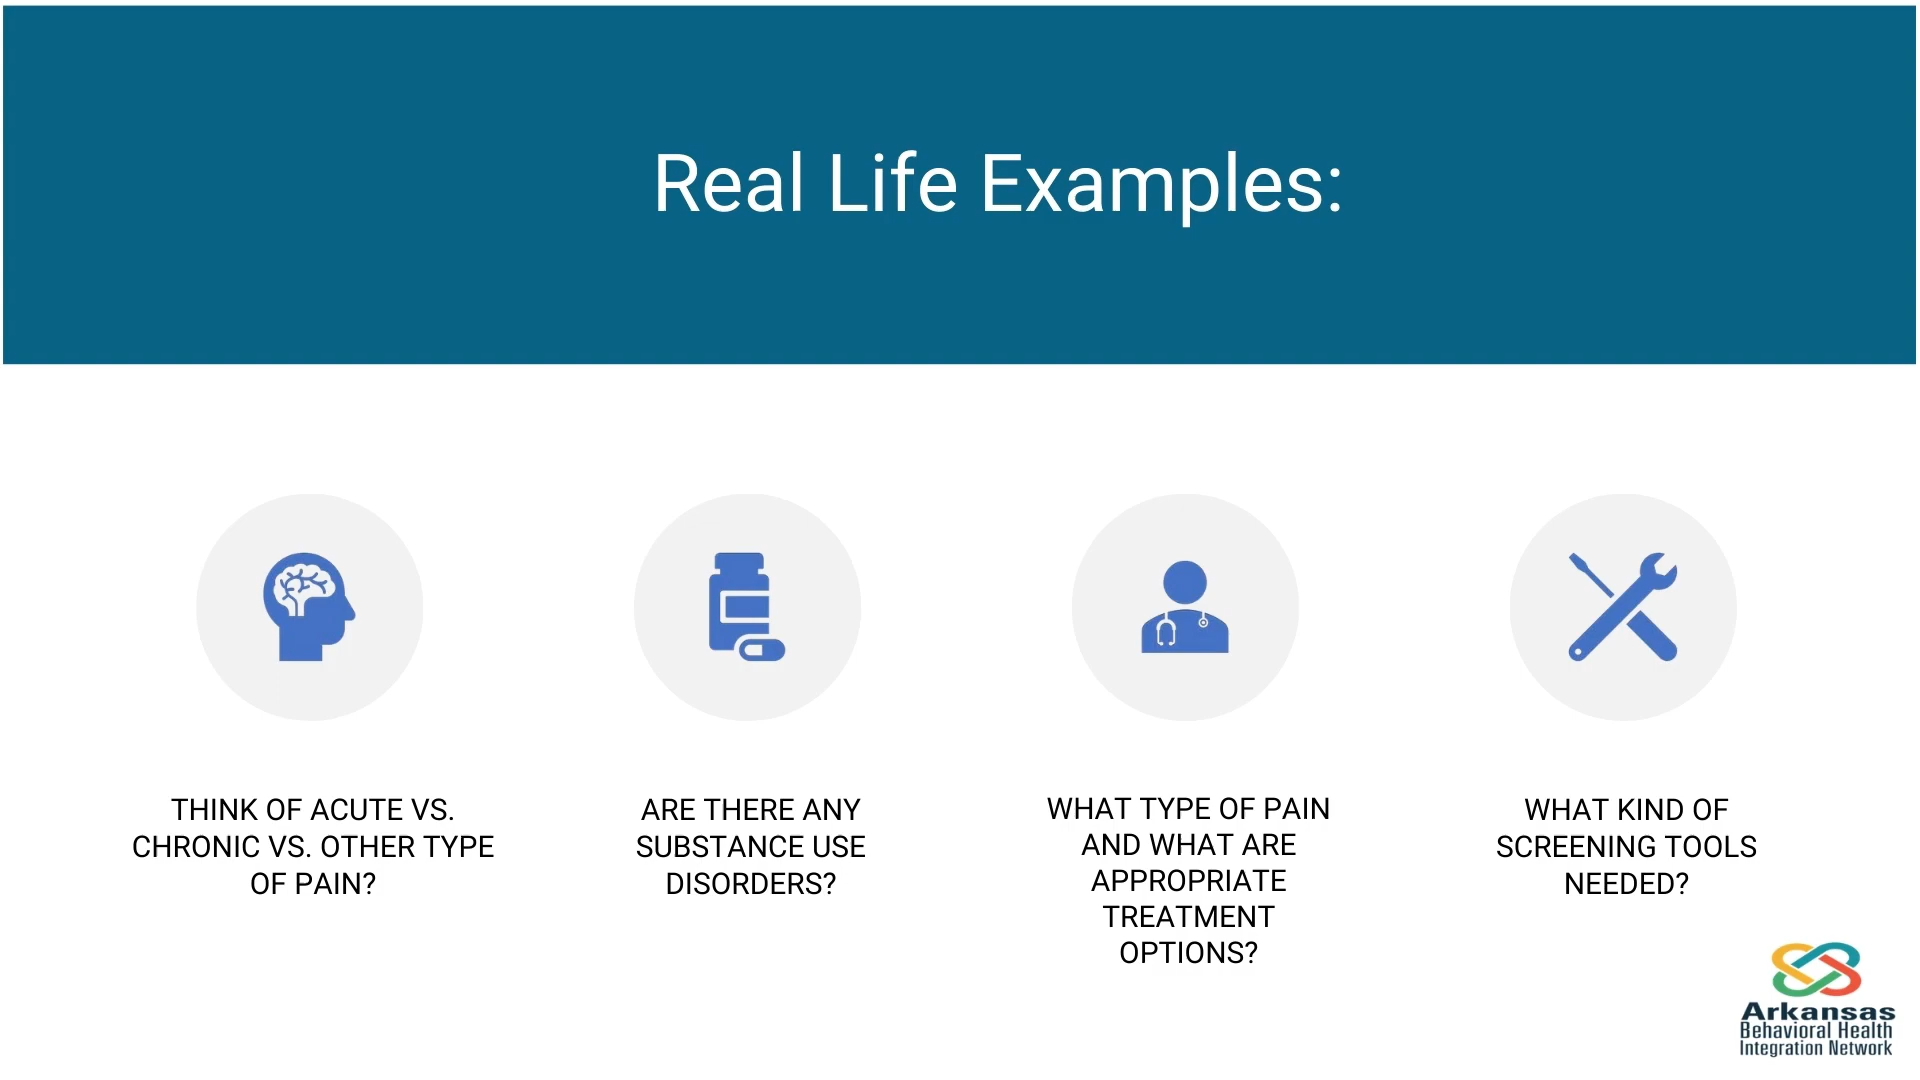 Real Life Examples:
THINK OF ACUTE VS.
CHRONIC VS. OTHER TYPE
OF PAIN?
ARE THERE ANY
SUBSTANCE USE
DISORDERS?
WHAT TYPE OF PAIN
AND WHAT ARE
APPROPRIATE
TREATMENT
OPTIONS?
WHAT KIND OF
SCREENING TOOLS
NEEDED?
Arkansas
Behavioral Health
Integration Network